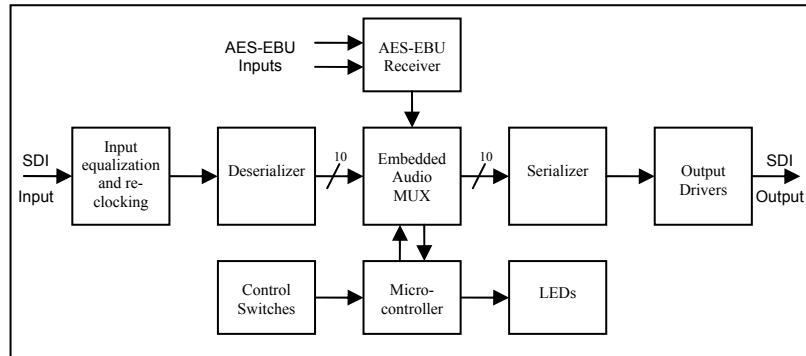 AES-EBU
Inputs
AES-EBU
Receiver
SDI
Input
Input
equalization
and re-
clocking
Deserializer
10
Embedded
Audio
MUX
10
Serializer
Output
Drivers
SDI
Output
Control
Switches
Micro-
controller
LEDs